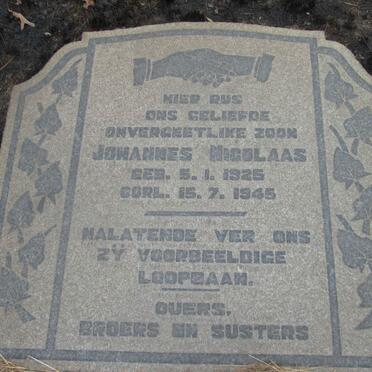 HIER RUS
ONS GELIEFDE
ONVERGEETLIKE ZOON
JOHANNES NICOLAAS
GEB. 5. 1. 1925
OORL. 15. 7. 1945
NALATENDE VER ONS
ZŸ VOORBEELDIGE
LOOPBAAN.
OUERS,
BROERS EN SUSTERS